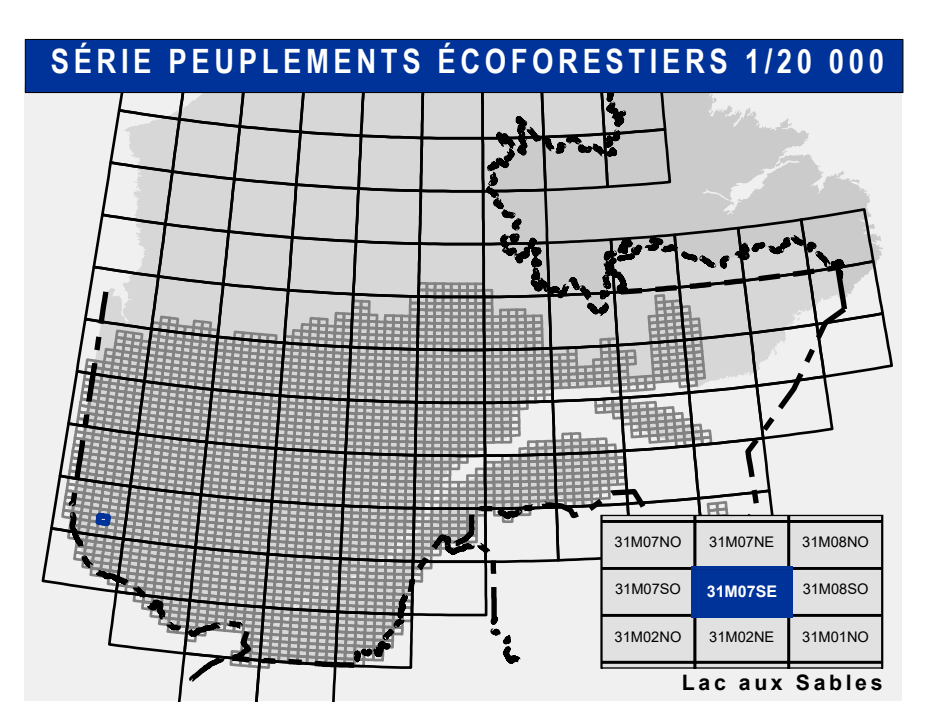 SÉRIE PEUPLEMENTS ÉCOFORESTIERS 1/20 000
31M07NO 31M07NE 31M08NO
31M07SO 31M07SE 31M08SO
31M02NO 31M02NE 31M01NO
Lac aux Sables